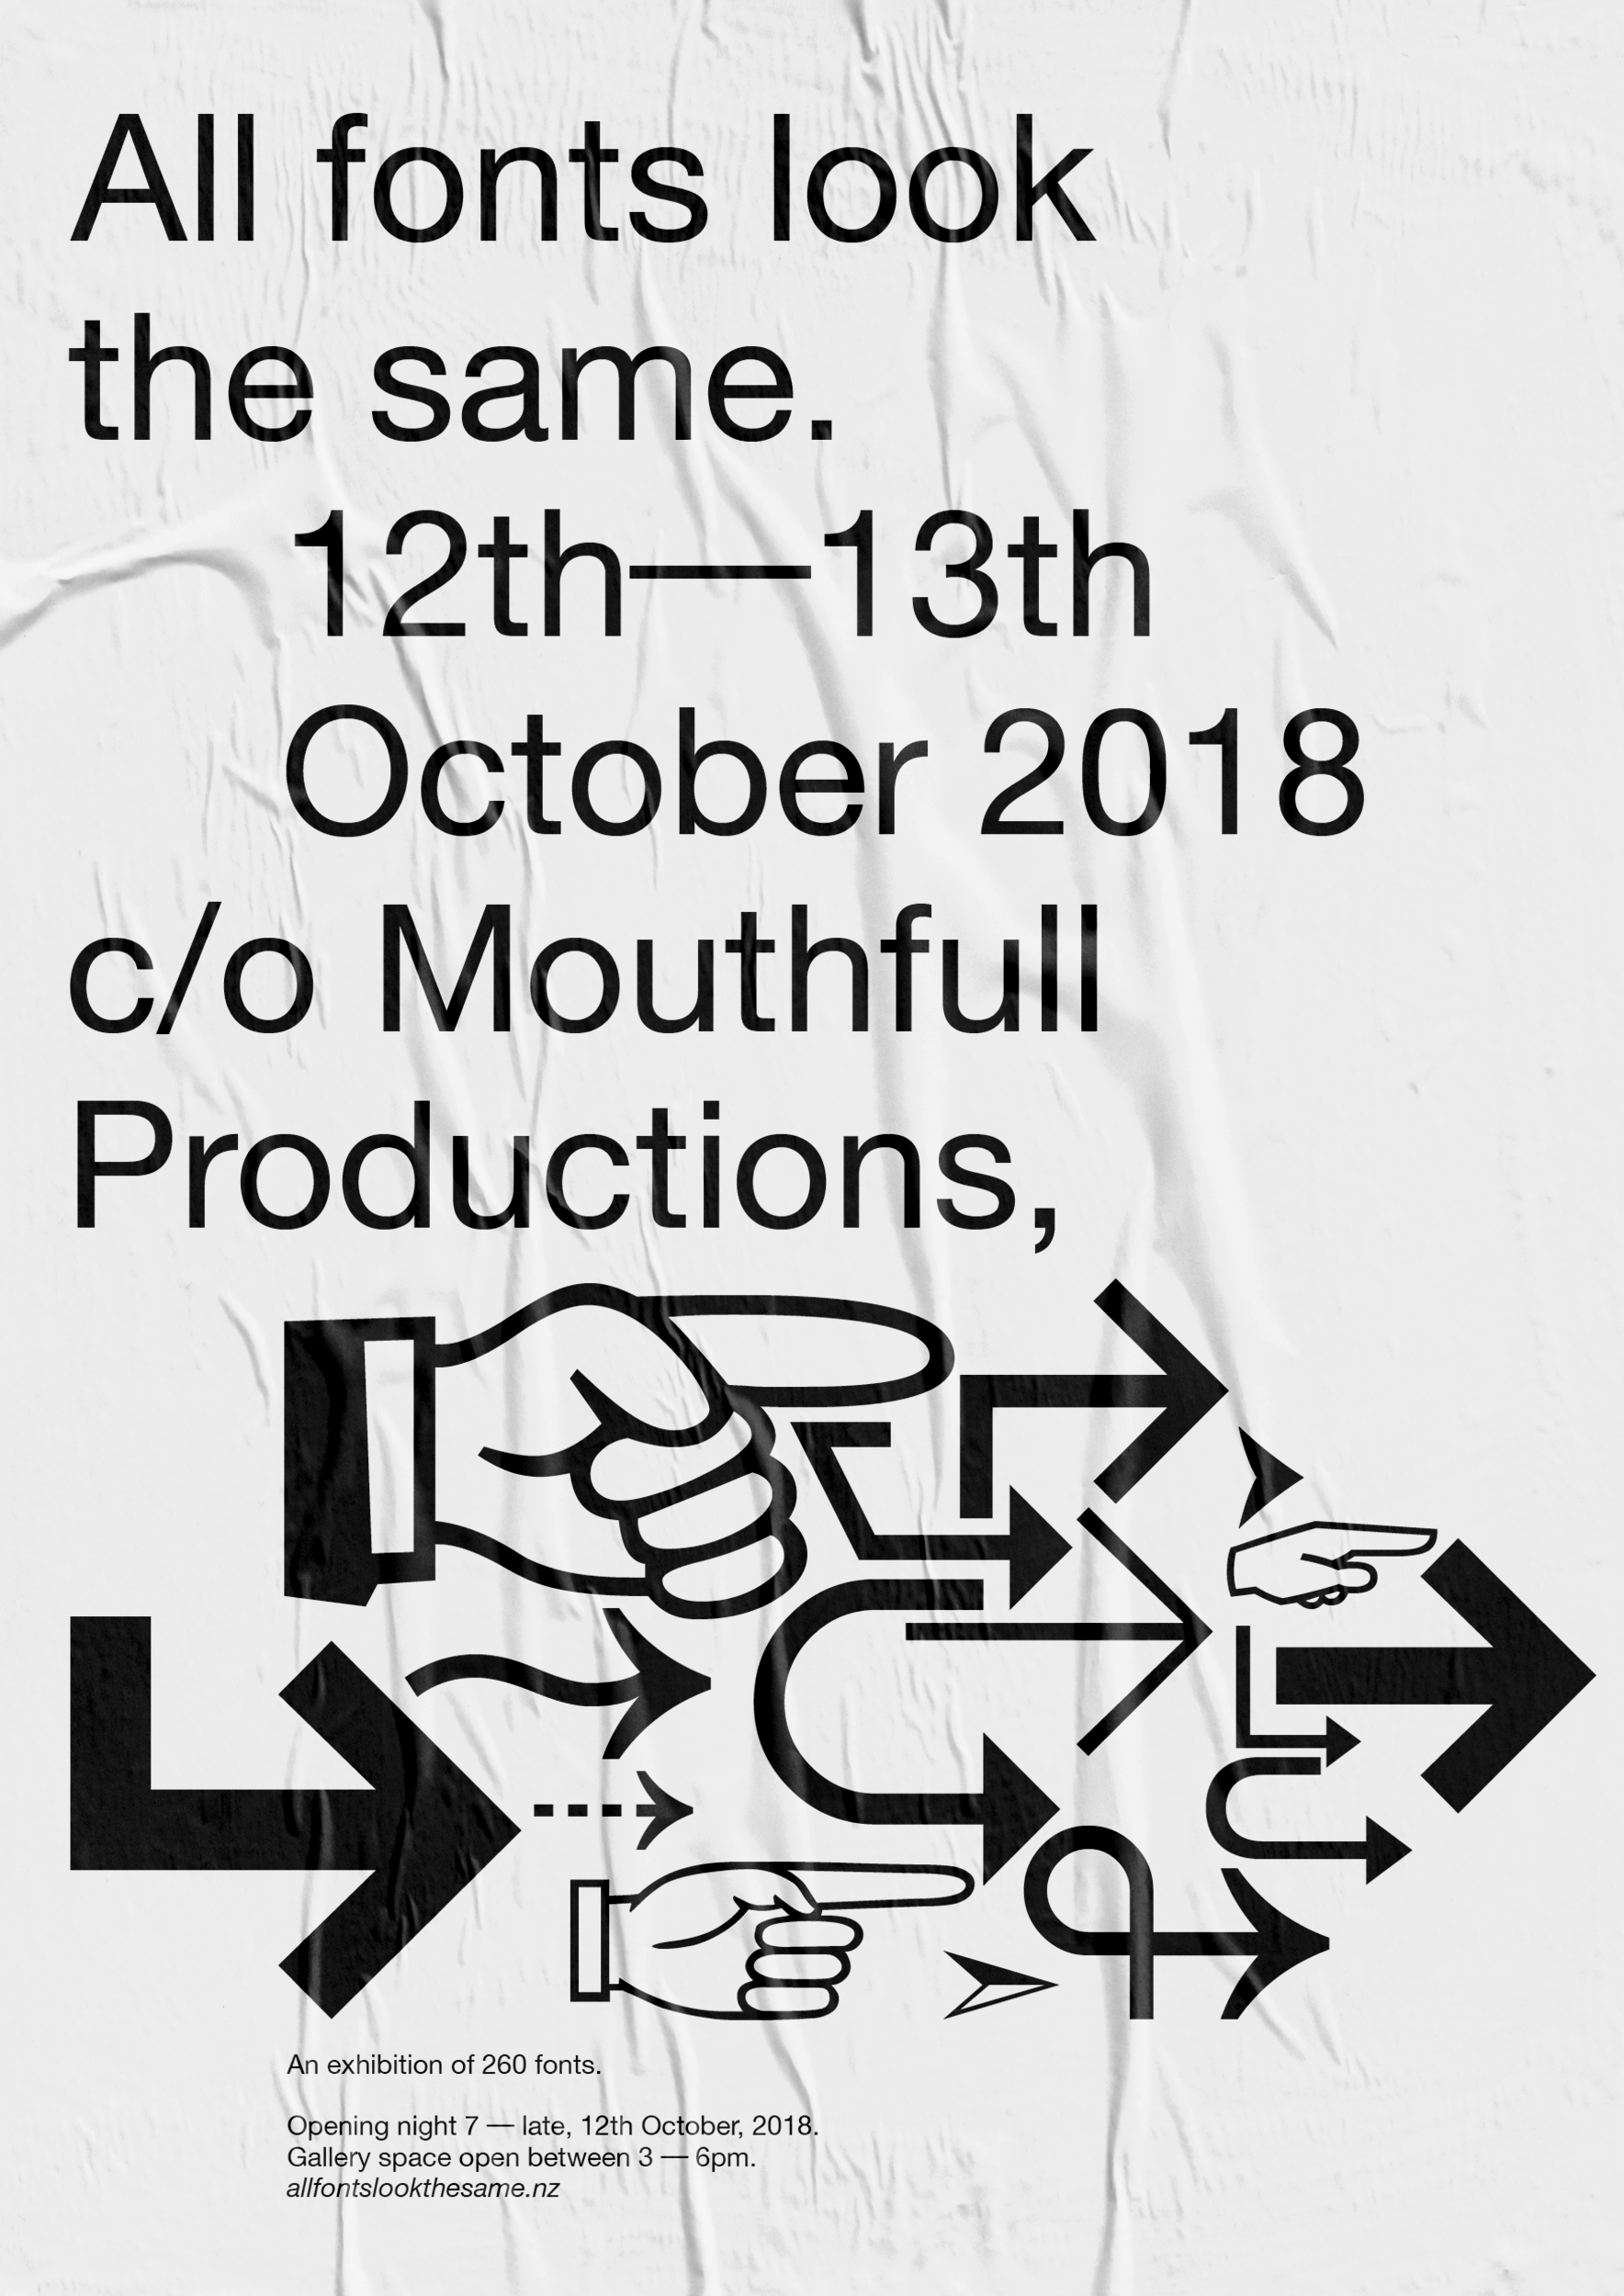 All fonts look
the same.
12th—13th
October 2018
c/o Mouthfull
Productions,
An exhibition of 260 fonts.
Opening night 7 — late, 12th October, 2018.
Gallery space open between 3 — 6pm.
allfontslookthesame.nz